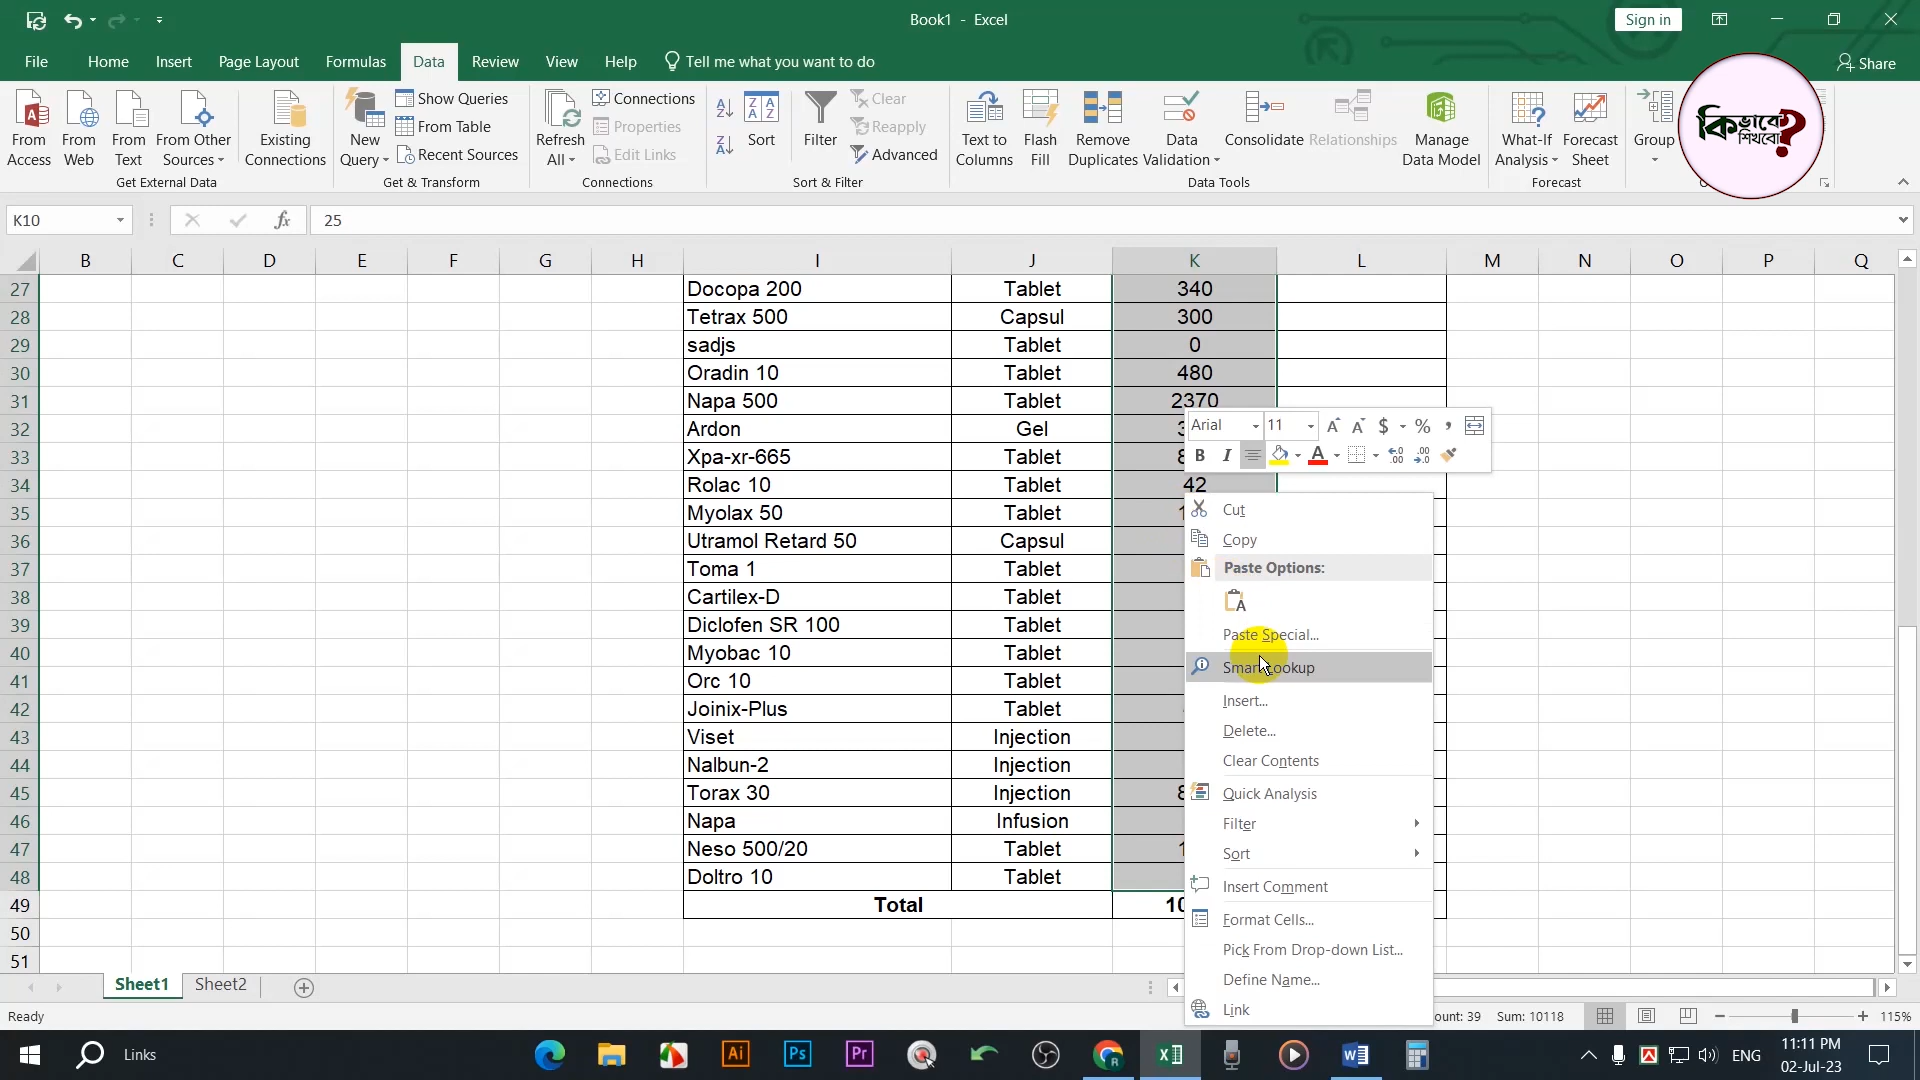 Book1 - Excel
Sign in
File Home Insert Page Layout Formulas Data Review View Help Tell me what you want to do
Share
From Access
From Web
From Text
From Other Sources
Existing Connections
Get External Data
New Query
Show Queries
From Table
Recent Sources
Get & Transform
Refresh All
Connections
Properties
Edit Links
Connections
Sort
Filter
Clear
Reapply
Advanced
Sort & Filter
Text to Columns
Flash Fill
Remove Duplicates
Data Validation
Consolidate
Relationships
Manage Data Model
Data Tools
What-If Analysis
Forecast Sheet
Forecast
Group
কিভাবে শিখবো?
K10 fx 25
B C D E F G H I J K L M N O P Q
27 Docopa 200 Tablet 340
28 Tetrax 500 Capsul 300
29 sadjs Tablet 0
30 Oradin 10 Tablet 480
31 Napa 500 Tablet 2370
32 Ardon Gel
33 Xpa-xr-665 Tablet
34 Rolac 10 Tablet 42
35 Myolax 50 Tablet
36 Utramol Retard 50 Capsul
37 Toma 1 Tablet
38 Cartilex-D Tablet
39 Diclofen SR 100 Tablet
40 Myobac 10 Tablet
41 Orc 10 Tablet
42 Joinix-Plus Tablet
43 Viset Injection
44 Nalbun-2 Injection
45 Torax 30 Injection
46 Napa Infusion
47 Neso 500/20 Tablet
48 Doltro 10 Tablet
49 Total
50
51
Arial 11 A A $ % ,
B I A
Cut
Copy
Paste Options:
Paste Special...
Smart Lookup
Insert...
Delete...
Clear Contents
Quick Analysis
Filter
Sort
Insert Comment
Format Cells...
Pick From Drop-down List...
Define Name...
Link
Sheet1 Sheet2
Ready
ount: 39 Sum: 10118
115%
Links
ENG
11:11 PM
02-Jul-23